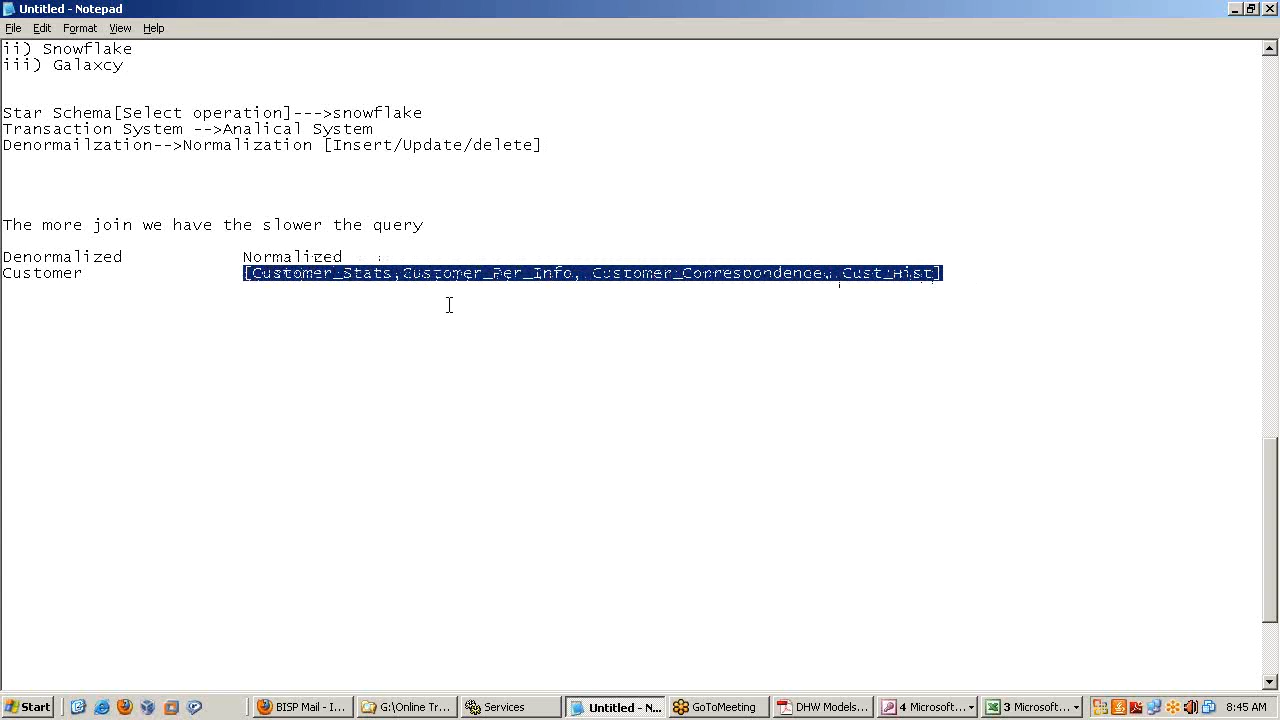 Untitled - Notepad
File Edit Format View Help
ii) Snowflake
iii) Galaxcy
Star Schema[Select operation]--->snowflake
Transaction System -->Analical System
Denormailzation-->Normalization [Insert/Update/delete]
The more join we have the slower the query
Denormalized Normalized
Customer [Customer_Stats,Customer_Per_Info, Customer_Correspondence, Cust_Hist]
Start BISP Mail - I... G:\Online Tr... Services Untitled - N... GoToMeeting DHW Models... 4 Microsoft... 3 Microsoft... 8:45 AM